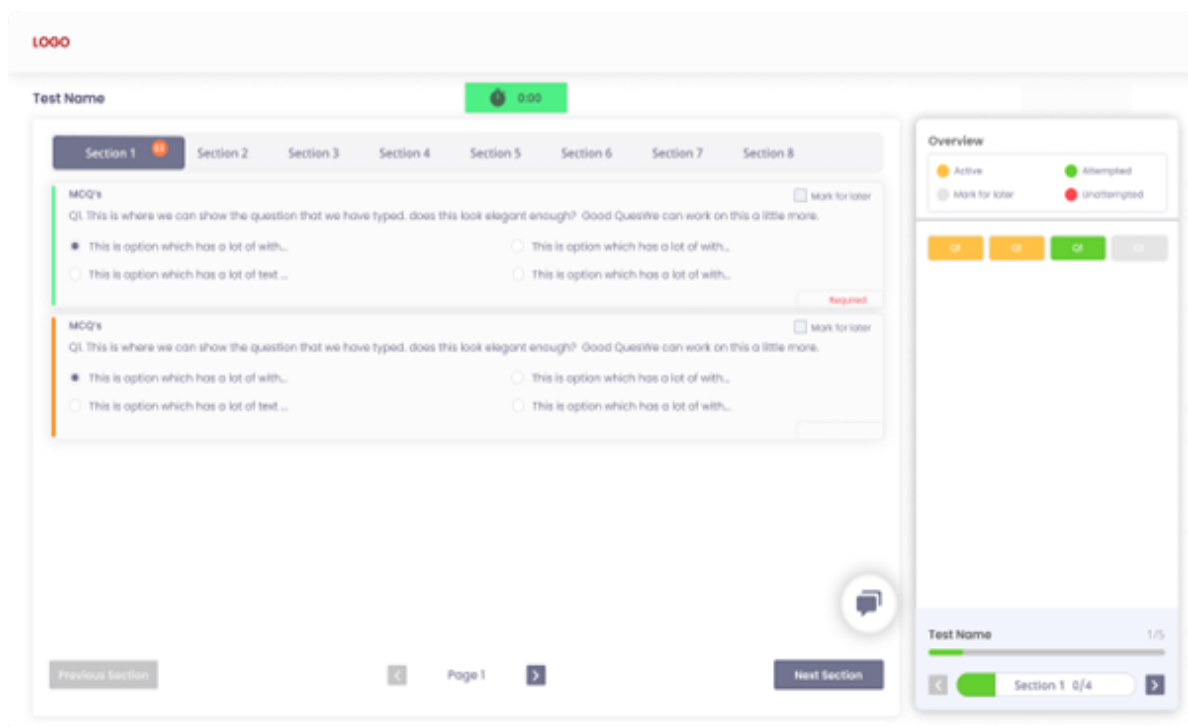 LOGO
Test Name
0:00
Section 1 Section 2 Section 3 Section 4 Section 5 Section 6 Section 7 Section 8
MCQ's
Mark for later
Q1. This is where we can show the question that we have typed. does this look elegant enough? Good QuesWe can work on this a little more.
This is option which has a lot of with...
This is option which has a lot of with...
This is option which has a lot of text ...
This is option which has a lot of with...
Required
MCQ's
Mark for later
Q1. This is where we can show the question that we have typed. does this look elegant enough? Good QuesWe can work on this a little more.
This is option which has a lot of with...
This is option which has a lot of with...
This is option which has a lot of text ...
This is option which has a lot of with...
Previous Section
Page 1
Next Section
Overview
Active
Attempted
Mark for later
Unattempted
Q1 Q1 Q1 Q1
Test Name
1/5
Section 1 0/4